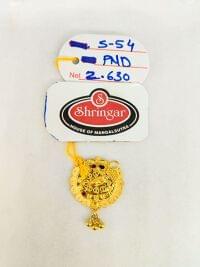 S-54
PND
Net 2.630
S
Shringar
HOUSE OF MANGALSUTRA